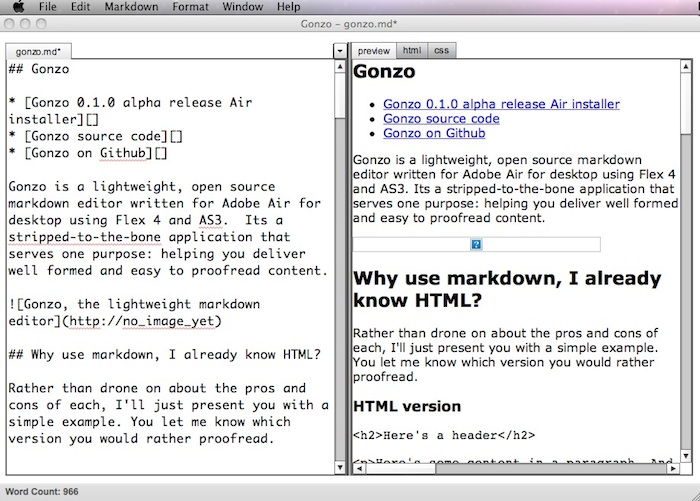 File Edit Markdown Format Window Help
Gonzo – gonzo.md*
gonzo.md*
## Gonzo
* [Gonzo 0.1.0 alpha release Air
installer][]
* [Gonzo source code][]
* [Gonzo on Github][]
Gonzo is a lightweight, open source
markdown editor written for Adobe Air for
desktop using Flex 4 and AS3.  Its a
stripped-to-the-bone application that
serves one purpose: helping you deliver
well formed and easy to proofread content.
![Gonzo, the lightweight markdown
editor](http://no_image_yet)
## Why use markdown, I already know HTML?
Rather than drone on about the pros and
cons of each, I'll just present you with a
simple example. You let me know which
version you would rather proofread.
preview html css
Gonzo
• Gonzo 0.1.0 alpha release Air installer
• Gonzo source code
• Gonzo on Github
Gonzo is a lightweight, open source markdown
editor written for Adobe Air for desktop using Flex 4
and AS3. Its a stripped-to-the-bone application that
serves one purpose: helping you deliver well formed
and easy to proofread content.
?
Why use markdown, I already
know HTML?
Rather than drone on about the pros and cons of
each, I'll just present you with a simple example.
You let me know which version you would rather
proofread.
HTML version
<h2>Here's a header</h2>
<p>Here's some content in a paragraph. And
Word Count: 966